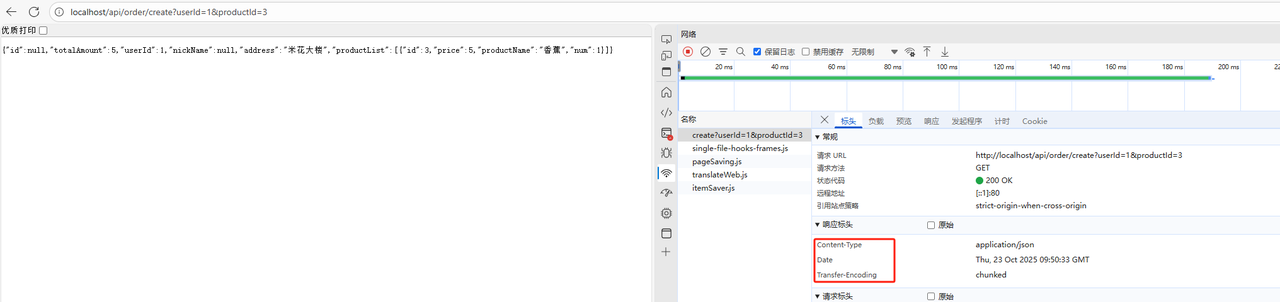 localhost/api/order/create?userId=1&productId=3
优质打印
{"id":null,"totalAmount":5,"userId":1,"nickName":null,"address":"米花大楼","productList":[{"id":3,"price":5,"productName":"香蕉","num":1}]}
网络
保留日志 禁用缓存 无限制
20 ms 40 ms 60 ms 80 ms 100 ms 120 ms 140 ms 160 ms 180 ms 200 ms 22
名称
create?userId=1&productId=3
single-file-hooks-frames.js
pageSaving.js
translateWeb.js
itemSaver.js
标头 负载 预览 响应 发起程序 计时 Cookie
常规
请求 URL http://localhost/api/order/create?userId=1&productId=3
请求方法 GET
状态代码 200 OK
远程地址 [::1]:80
引用站点策略 strict-origin-when-cross-origin
响应标头 原始
Content-Type application/json
Date Thu, 23 Oct 2025 09:50:33 GMT
Transfer-Encoding chunked
请求标头 原始